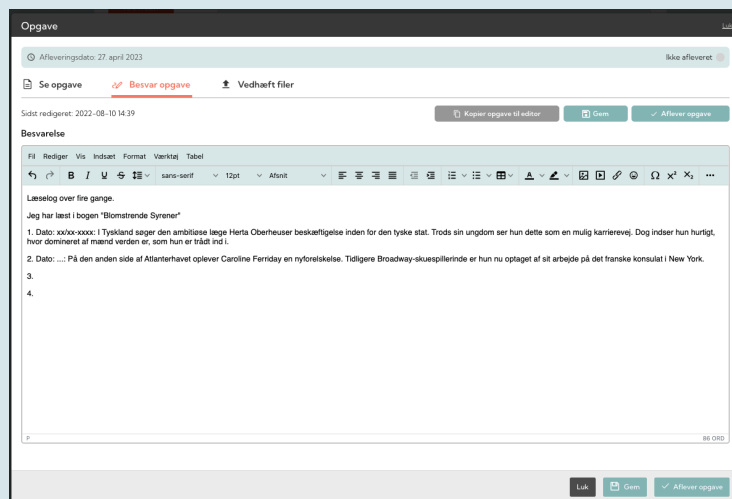 Opgave
Luk
Afleveringsdato: 27. april 2023
Ikke afleveret
Se opgave
Besvar opgave
Vedhæft filer
Sidst redigeret: 2022-08-10 14:39
Kopier opgave til editor
Gem
Aflever opgave
Besvarelse
Fil Rediger Vis Indsæt Format Værktøj Tabel
B I U S sans-serif 12pt Afsnit A Ω x² X₂ ...
Læselog over fire gange.
Jeg har læst i bogen "Blomstrende Syrener"
1. Dato: xx/xx-xxxx: I Tyskland søger den ambitiøse læge Herta Oberheuser beskæftigelse inden for den tyske stat. Trods sin ungdom ser hun dette som en mulig karrierevej. Dog indser hun hurtigt,
hvor domineret af mænd verden er, som hun er trådt ind i.
2. Dato: ...: På den anden side af Atlanterhavet oplever Caroline Ferriday en nyforelskelse. Tidligere Broadway-skuespillerinde er hun nu optaget af sit arbejde på det franske konsulat i New York.
3.
4.
P
86 ORD
Luk
Gem
Aflever opgave